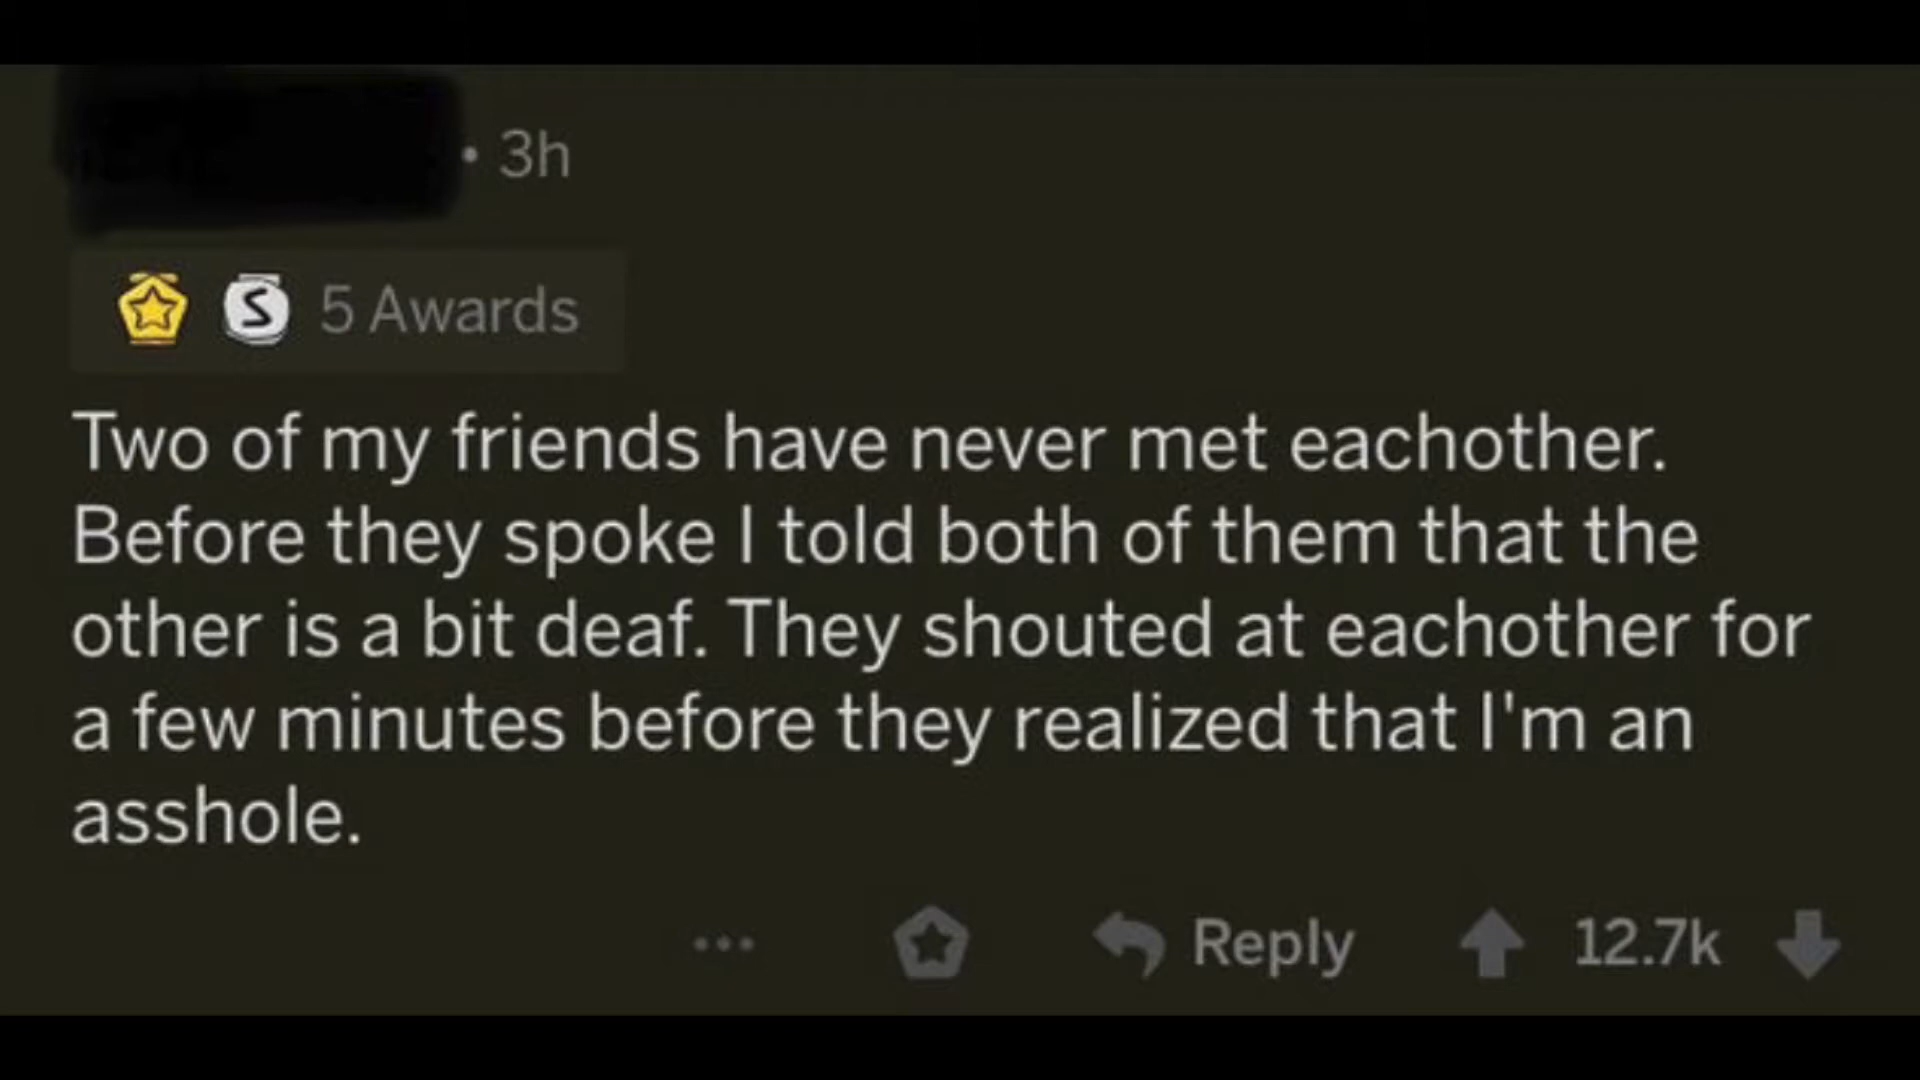 • 3h
S 5 Awards
Two of my friends have never met eachother.
Before they spoke I told both of them that the
other is a bit deaf. They shouted at eachother for
a few minutes before they realized that I'm an
asshole.
... Reply 12.7k